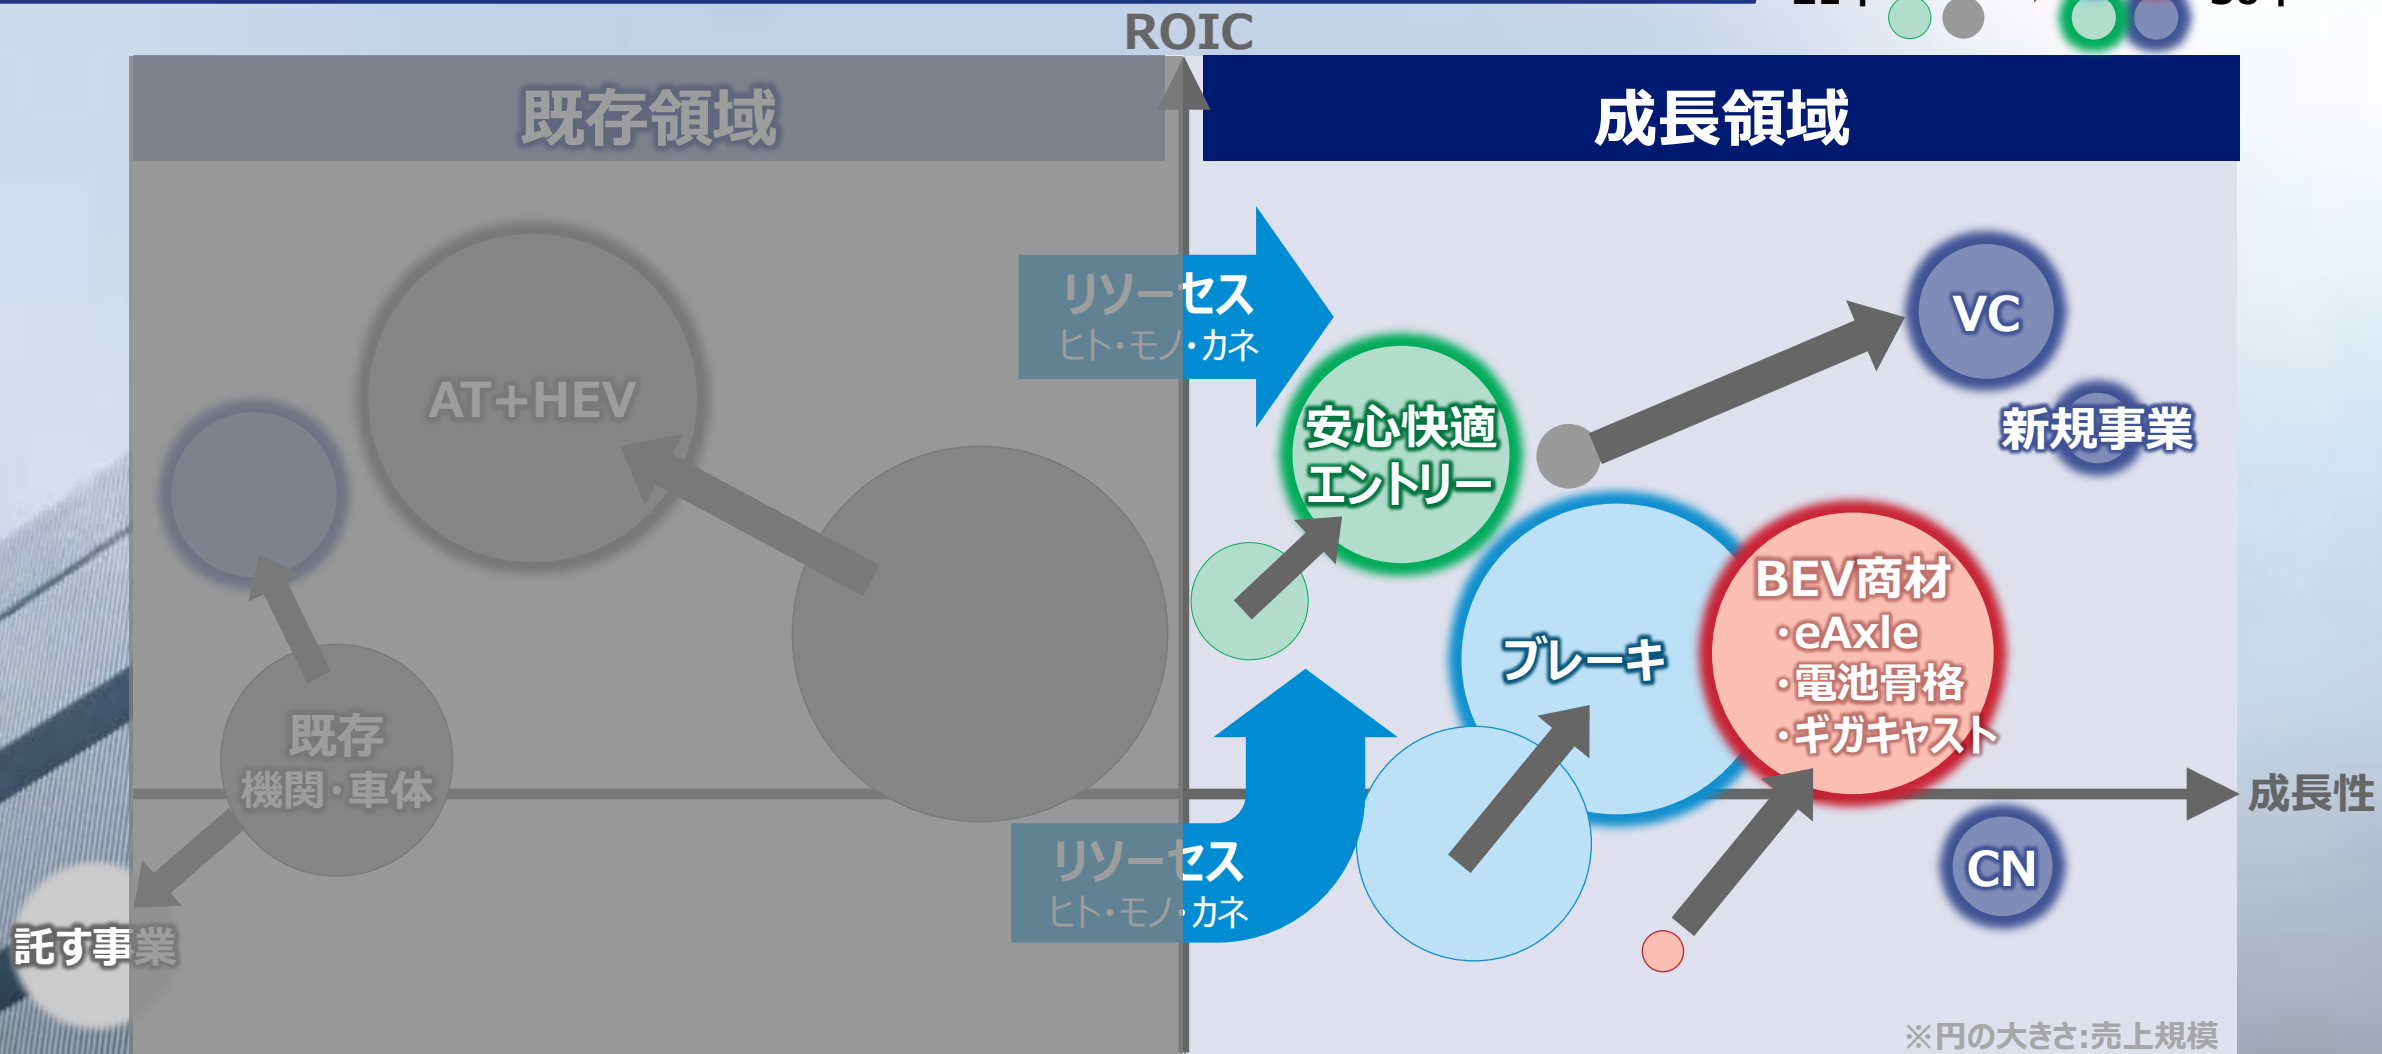 ROIC
既存領域
成長領域
リソーセス
ヒト・モノ・カネ
VC
AT+HEV
安心快適
エントリー
新規事業
BEV商材
・eAxle
・電池骨格
・ギガキャスト
ブレーキ
既存
機関・車体
成長性
リソーセス
ヒト・モノ・カネ
CN
託す事業
※円の大きさ:売上規模